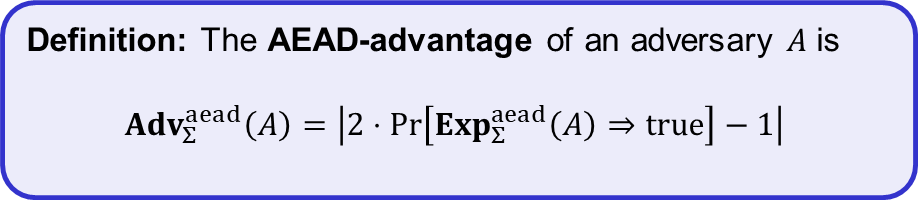 Definition: The AEAD-advantage of an adversary A is
Adv_Σ^aead(A) = |2 · Pr[Exp_Σ^aead(A) ⇒ true] − 1|